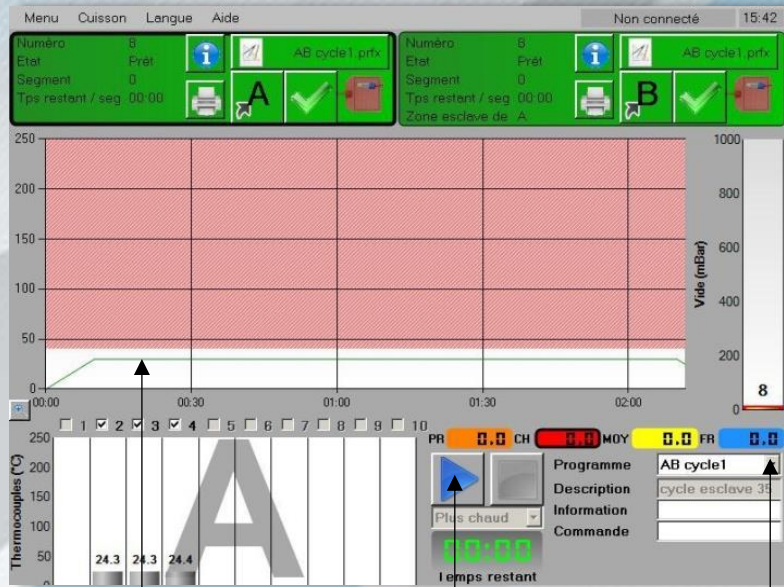 Menu Cuisson Langue Aide Non connecté 15:42
Numéro 8
Etat Prêt
Segment 0
Tps restant / seg 00:00
AB cycle1.prfx
A
Numéro 8
Etat Prêt
Segment 0
Tps restant / seg 00:00
Zone esclave de A
AB cycle1.prfx
B
250
200
150
100
50
0
00:00 00:30 01:00 01:30 02:00
Vide (mBar)
1000
800
600
400
200
0
8
1 2 3 4 5 6 7 8 9 10
Thermocouples (°C)
250
200
150
100
50
0
24.3 24.3 24.4
A
PR 0.0 CH 0.0 MOY 0.0 FR 0.0
Plus chaud
00:00
Temps restant
Programme AB cycle1
Description cycle esclave 35
Information
Commande